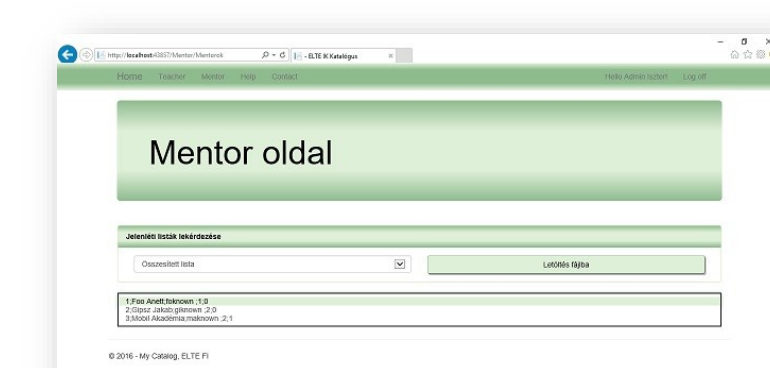 http://localhost:43857/Mentor/Mentorok
- ELTE IK Katalógus
Home Teacher Mentor Help Contact
Hello Admin Isztert Log off
Mentor oldal
Jelenléti listák lekérdezése
Összesített lista
Letöltés fájlba
1;Foo Anett;foknown ;1;0
2;Gipsz Jakab;giknown ;2;0
3;Mobil Akadémia;maknown ;2;1
© 2016 - My Catalog, ELTE FI